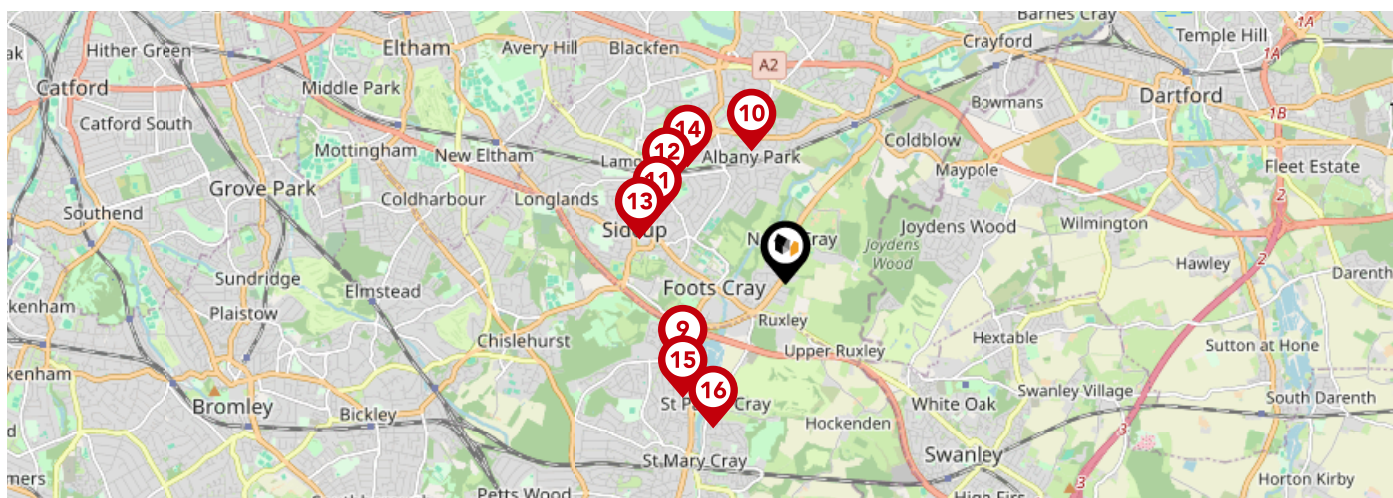 Barnes Cray
1A
Temple Hill
Hither Green
Eltham
Avery Hill
Blackfen
Crayford
1A
A2
Catford
Middle Park
Bowmans
Dartford
10
1B
Catford South
14
Mottingham
New Eltham
12
Albany Park
Coldblow
Fleet Estate
Maypole
11
Grove Park
Coldharbour
Longlands
13
2
Southend
Joydens Wood
Wilmington
Joydens
Wood
2
Hawley
Darenth
Sundridge
Elmstead
Foots Cray
Plaistow
Ruxley
9
Chislehurst
Upper Ruxley
Hextable
Sutton at Hone
15
16
Swanley Village
South Darenth
Bromley
Bickley
White Oak
Hockenden
3
St Mary Cray
Swanley
3
Horton Kirby
Petts Wood